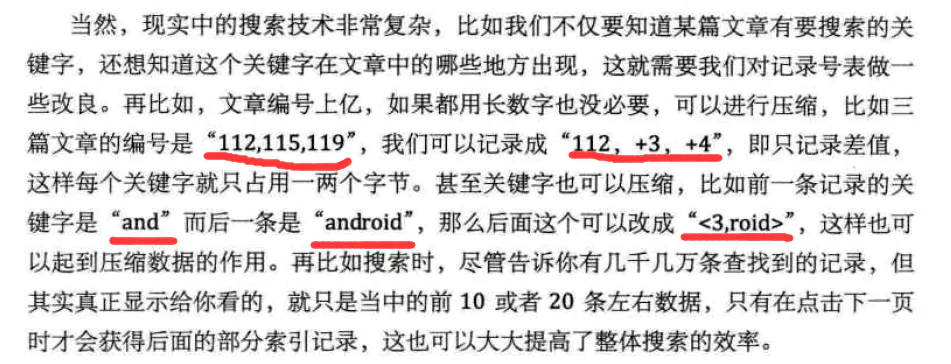 当然，现实中的搜索技术非常复杂，比如我们不仅要知道某篇文章有要搜索的关
键字，还想知道这个关键字在文章中的哪些地方出现，这就需要我们对记录号表做一
些改良。再比如，文章编号上亿，如果都用长数字也没必要，可以进行压缩，比如三
篇文章的编号是“112,115,119”，我们可以记录成“112，+3，+4”，即只记录差值，
这样每个关键字就只占用一两个字节。甚至关键字也可以压缩，比如前一条记录的关
键字是“and”而后一条是“android”，那么后面这个可以改成“<3,roid>”，这样也可
以起到压缩数据的作用。再比如搜索时，尽管告诉你有几千几万条查找到的记录，但
其实真正显示给你看的，就只是当中的前 10 或者 20 条左右数据，只有在点击下一页
时才会获得后面的部分索引记录，这也可以大大提高了整体搜索的效率。